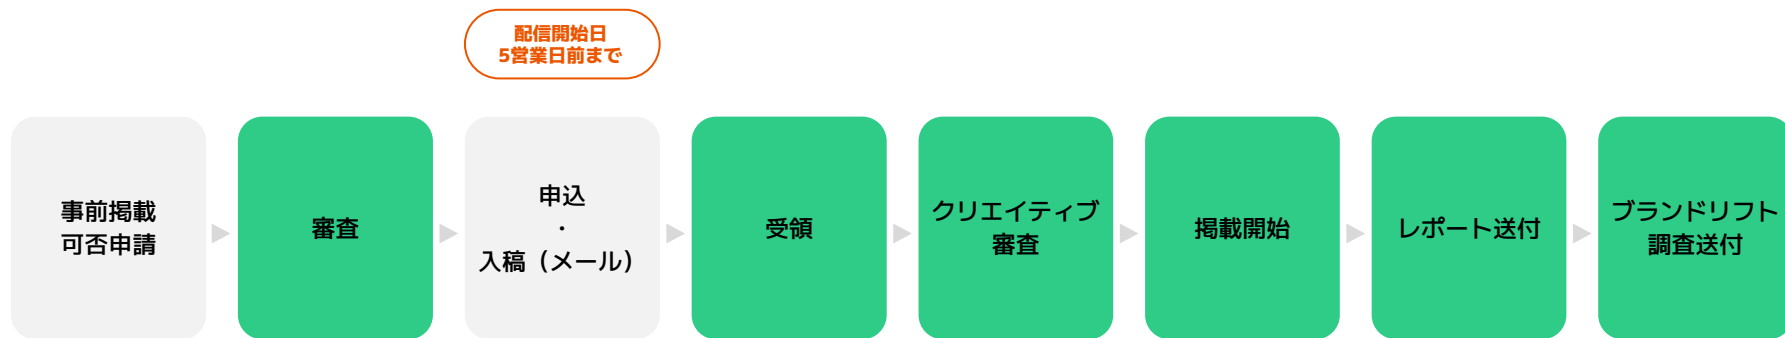 配信開始日
5営業日前まで
事前掲載
可否申請
審査
申込
・
入稿（メール）
受領
クリエイティブ
審査
掲載開始
レポート送付
ブランドリフト
調査送付